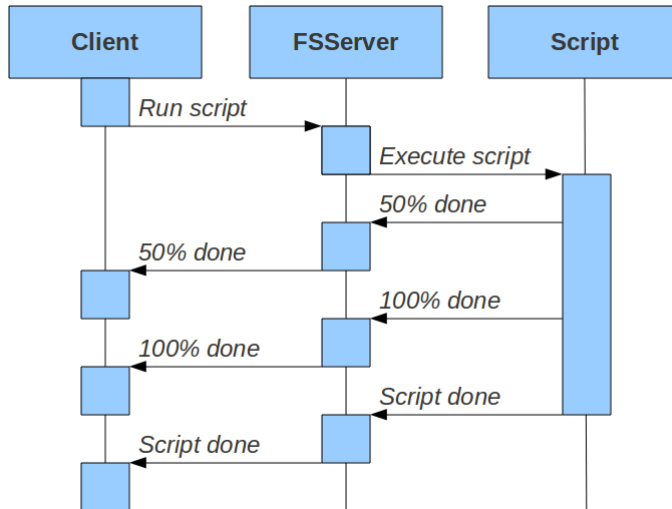 Client
FSServer
Script
Run script
Execute script
50% done
50% done
100% done
100% done
Script done
Script done